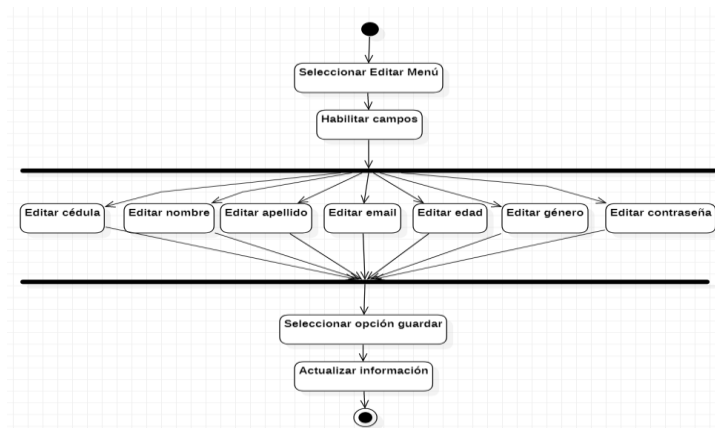 Seleccionar Editar Menú
Habilitar campos
Editar cédula
Editar nombre
Editar apellido
Editar email
Editar edad
Editar género
Editar contraseña
Seleccionar opción guardar
Actualizar información